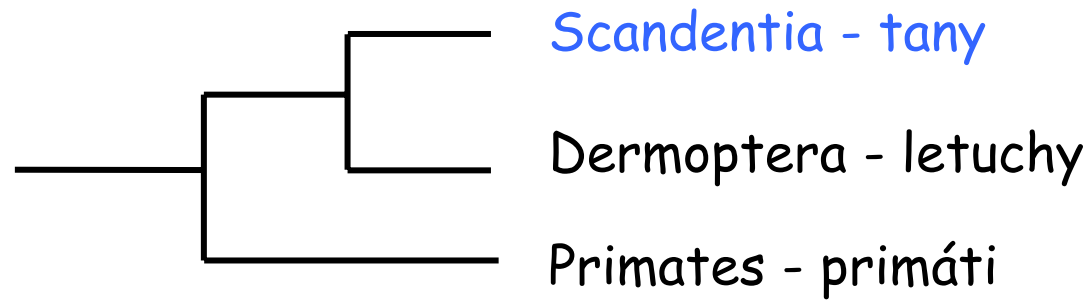 Scandentia - tany
Dermoptera - letuchy
Primates - primáti